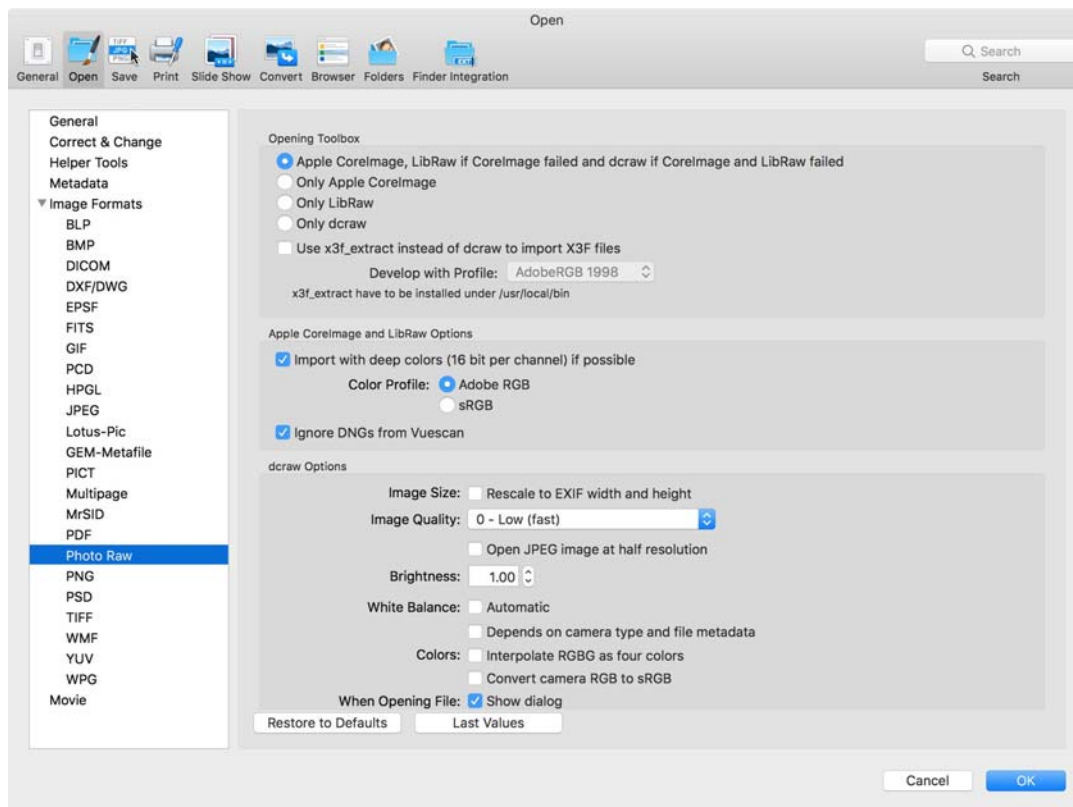 Open
TIFF
JPG
PNG
EXIT
General Open Save Print Slide Show Convert Browser Folders Finder Integration
Search
Search
General
Correct & Change
Helper Tools
Metadata
Image Formats
BLP
BMP
DICOM
DXF/DWG
EPSF
FITS
GIF
PCD
HPGL
JPEG
Lotus-Pic
GEM-Metafile
PICT
Multipage
MrSID
PDF
Photo Raw
PNG
PSD
TIFF
WMF
YUV
WPG
Movie
Opening Toolbox
Apple CoreImage, LibRaw if CoreImage failed and dcraw if CoreImage and LibRaw failed
Only Apple CoreImage
Only LibRaw
Only dcraw
Use x3f_extract instead of dcraw to import X3F files
Develop with Profile: AdobeRGB 1998
x3f_extract have to be installed under /usr/local/bin
Apple CoreImage and LibRaw Options
Import with deep colors (16 bit per channel) if possible
Color Profile: Adobe RGB
sRGB
Ignore DNGs from Vuescan
dcraw Options
Image Size: Rescale to EXIF width and height
Image Quality: 0 - Low (fast)
Open JPEG image at half resolution
Brightness: 1.00
White Balance: Automatic
Depends on camera type and file metadata
Colors: Interpolate RGBG as four colors
Convert camera RGB to sRGB
When Opening File: Show dialog
Restore to Defaults Last Values
Cancel OK